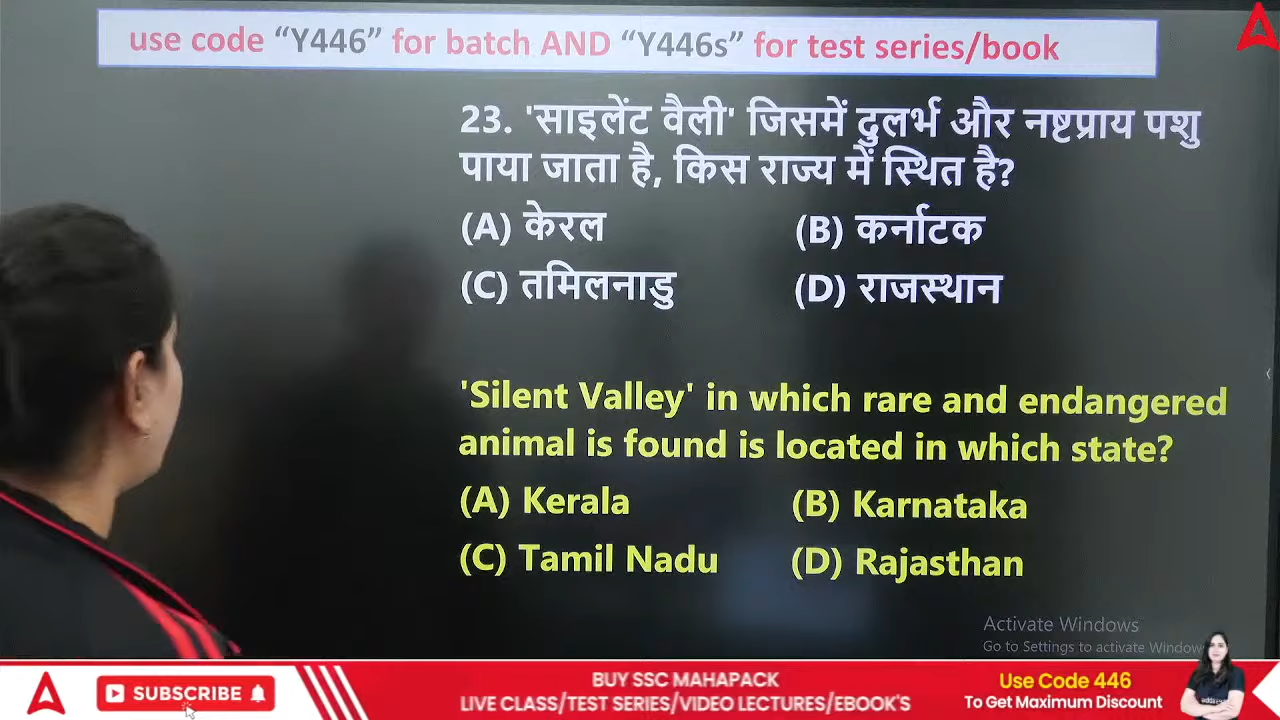 use code “Y446” for batch AND “Y446s” for test series/book
23. 'साइलेंट वैली' जिसमें दुलर्भ और नष्टप्राय पशु
पाया जाता है, किस राज्य में स्थित है?
(A) केरल (B) कर्नाटक
(C) तमिलनाडु (D) राजस्थान
'Silent Valley' in which rare and endangered
animal is found is located in which state?
(A) Kerala (B) Karnataka
(C) Tamil Nadu (D) Rajasthan
Activate Windows
Go to Settings to activate Windows
SUBSCRIBE
BUY SSC MAHAPACK
LIVE CLASS/TEST SERIES/VIDEO LECTURES/EBOOK'S
Use Code 446
To Get Maximum Discount